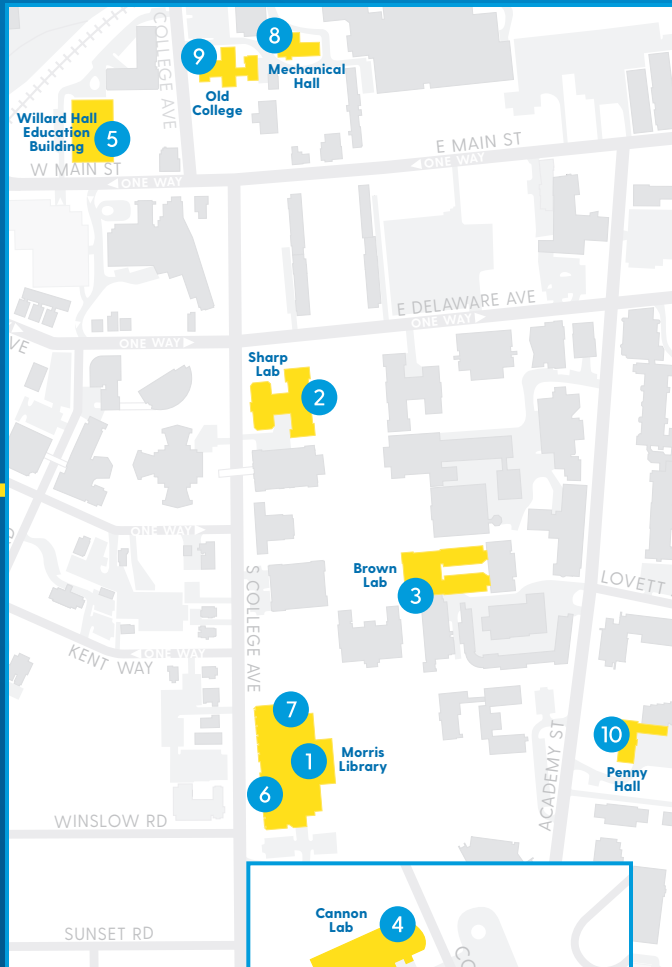 COLLEGE AVE
9
8
Mechanical
Hall
Old
College
Willard Hall
Education
Building
5
W MAIN ST
ONE WAY
E MAIN ST
ONE WAY
E DELAWARE AVE
ONE WAY
ONE WAY
VE
Sharp
Lab
2
ONE WAY
Brown
Lab
3
S COLLEGE AVE
LOVETT
KENT WAY
ONE WAY
7
1
Morris
Library
6
10
Penny
Hall
ACADEMY ST
WINSLOW RD
SUNSET RD
Cannon
Lab
4
CO